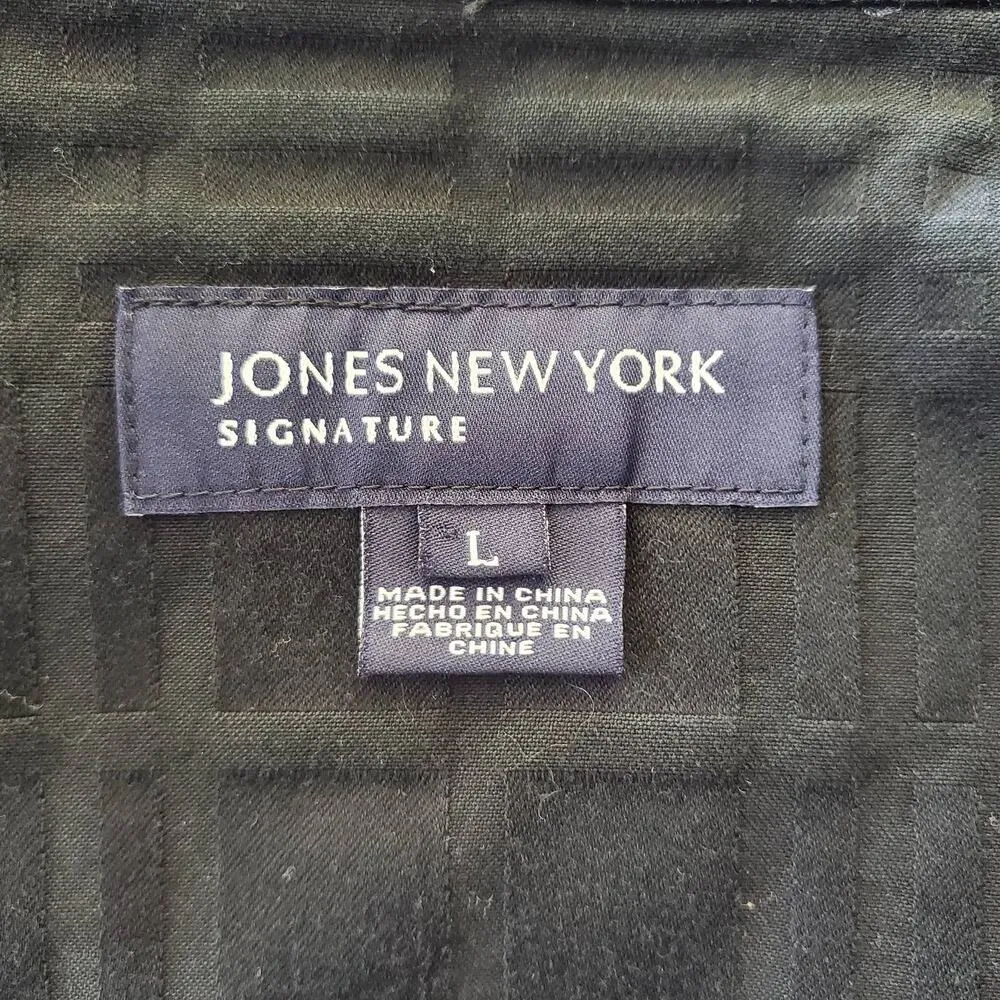 JONES NEW YORK
SIGNATURE
L
MADE IN CHINA
HECHO EN CHINA
FABRIQUE EN
CHINE